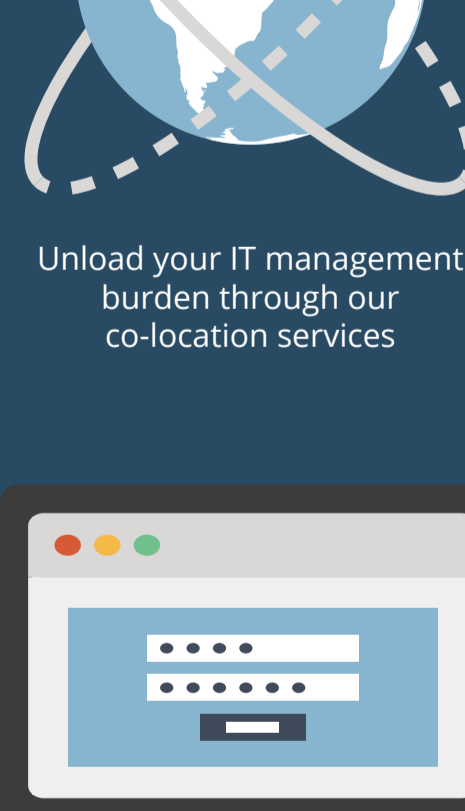 Unload your IT management
burden through our
co-location services